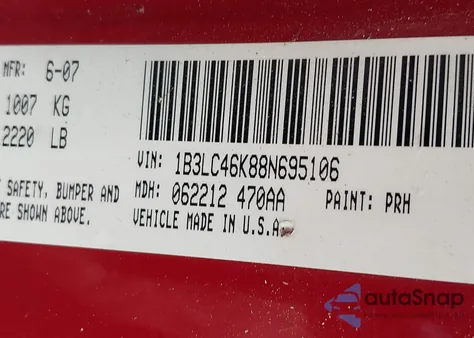 MFR: 6-07
1007 KG
2220 LB
VIN: 1B3LC46K88N695106
MDH: 062212 470AA PAINT: PRH
VEHICLE MADE IN U.S.A.
SAFETY, BUMPER AND
RE SHOWN ABOVE.
autoSnap